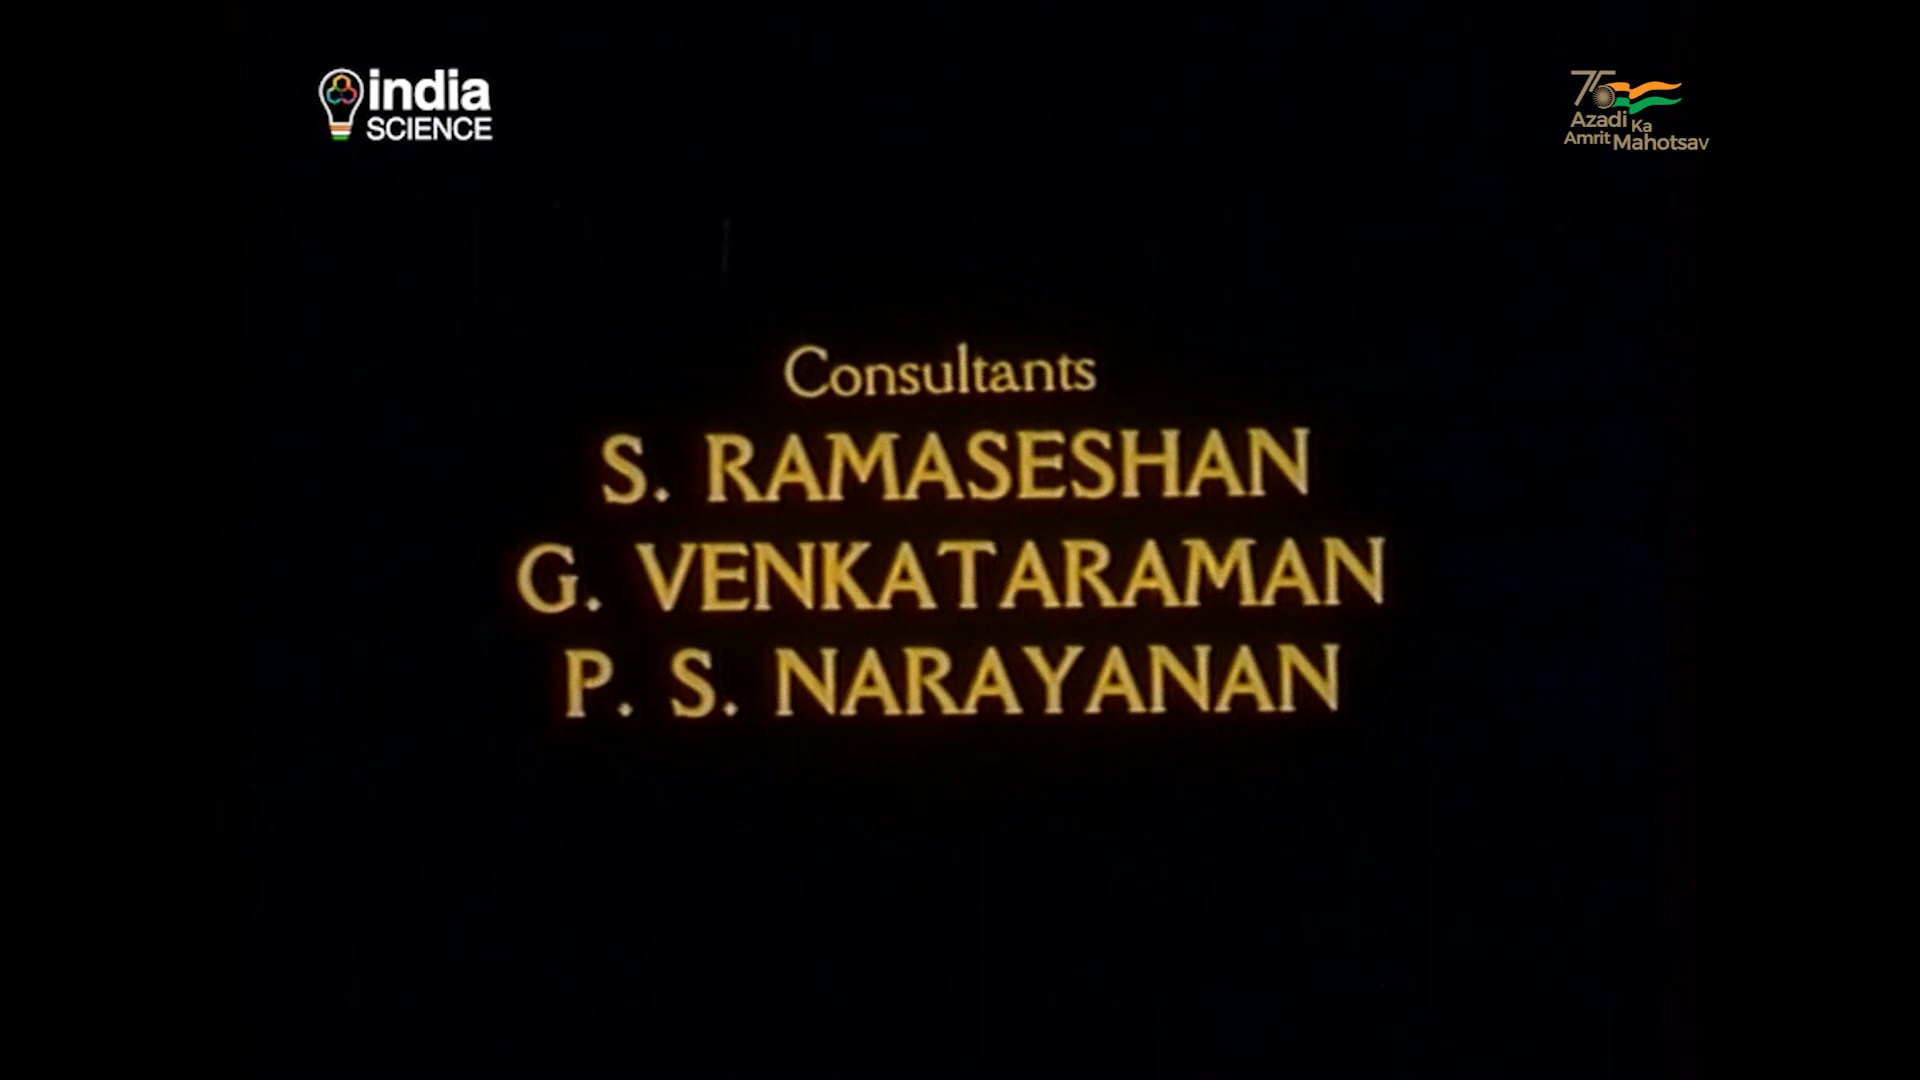 india
SCIENCE
75
Azadi Ka
Amrit Mahotsav
Consultants
S. RAMASESHAN
G. VENKATARAMAN
P. S. NARAYANAN